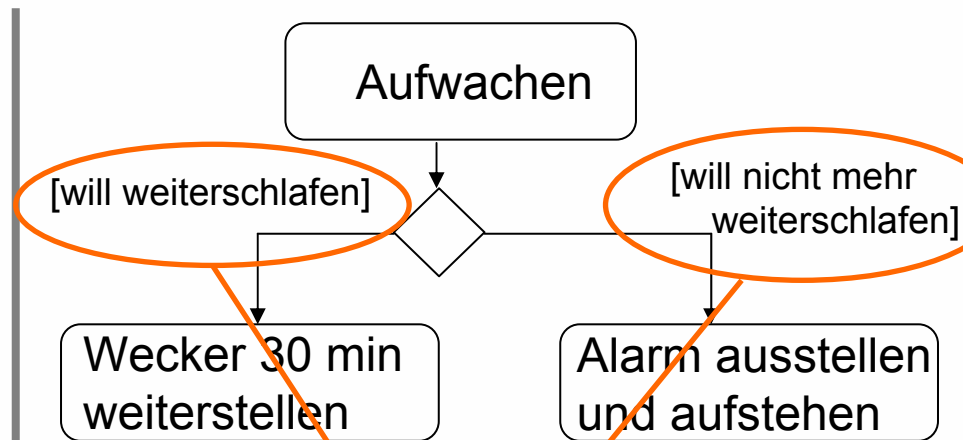 Aufwachen
[will weiterschlafen]
[will nicht mehr
weiterschlafen]
Wecker 30 min
weiterstellen
Alarm ausstellen
und aufstehen